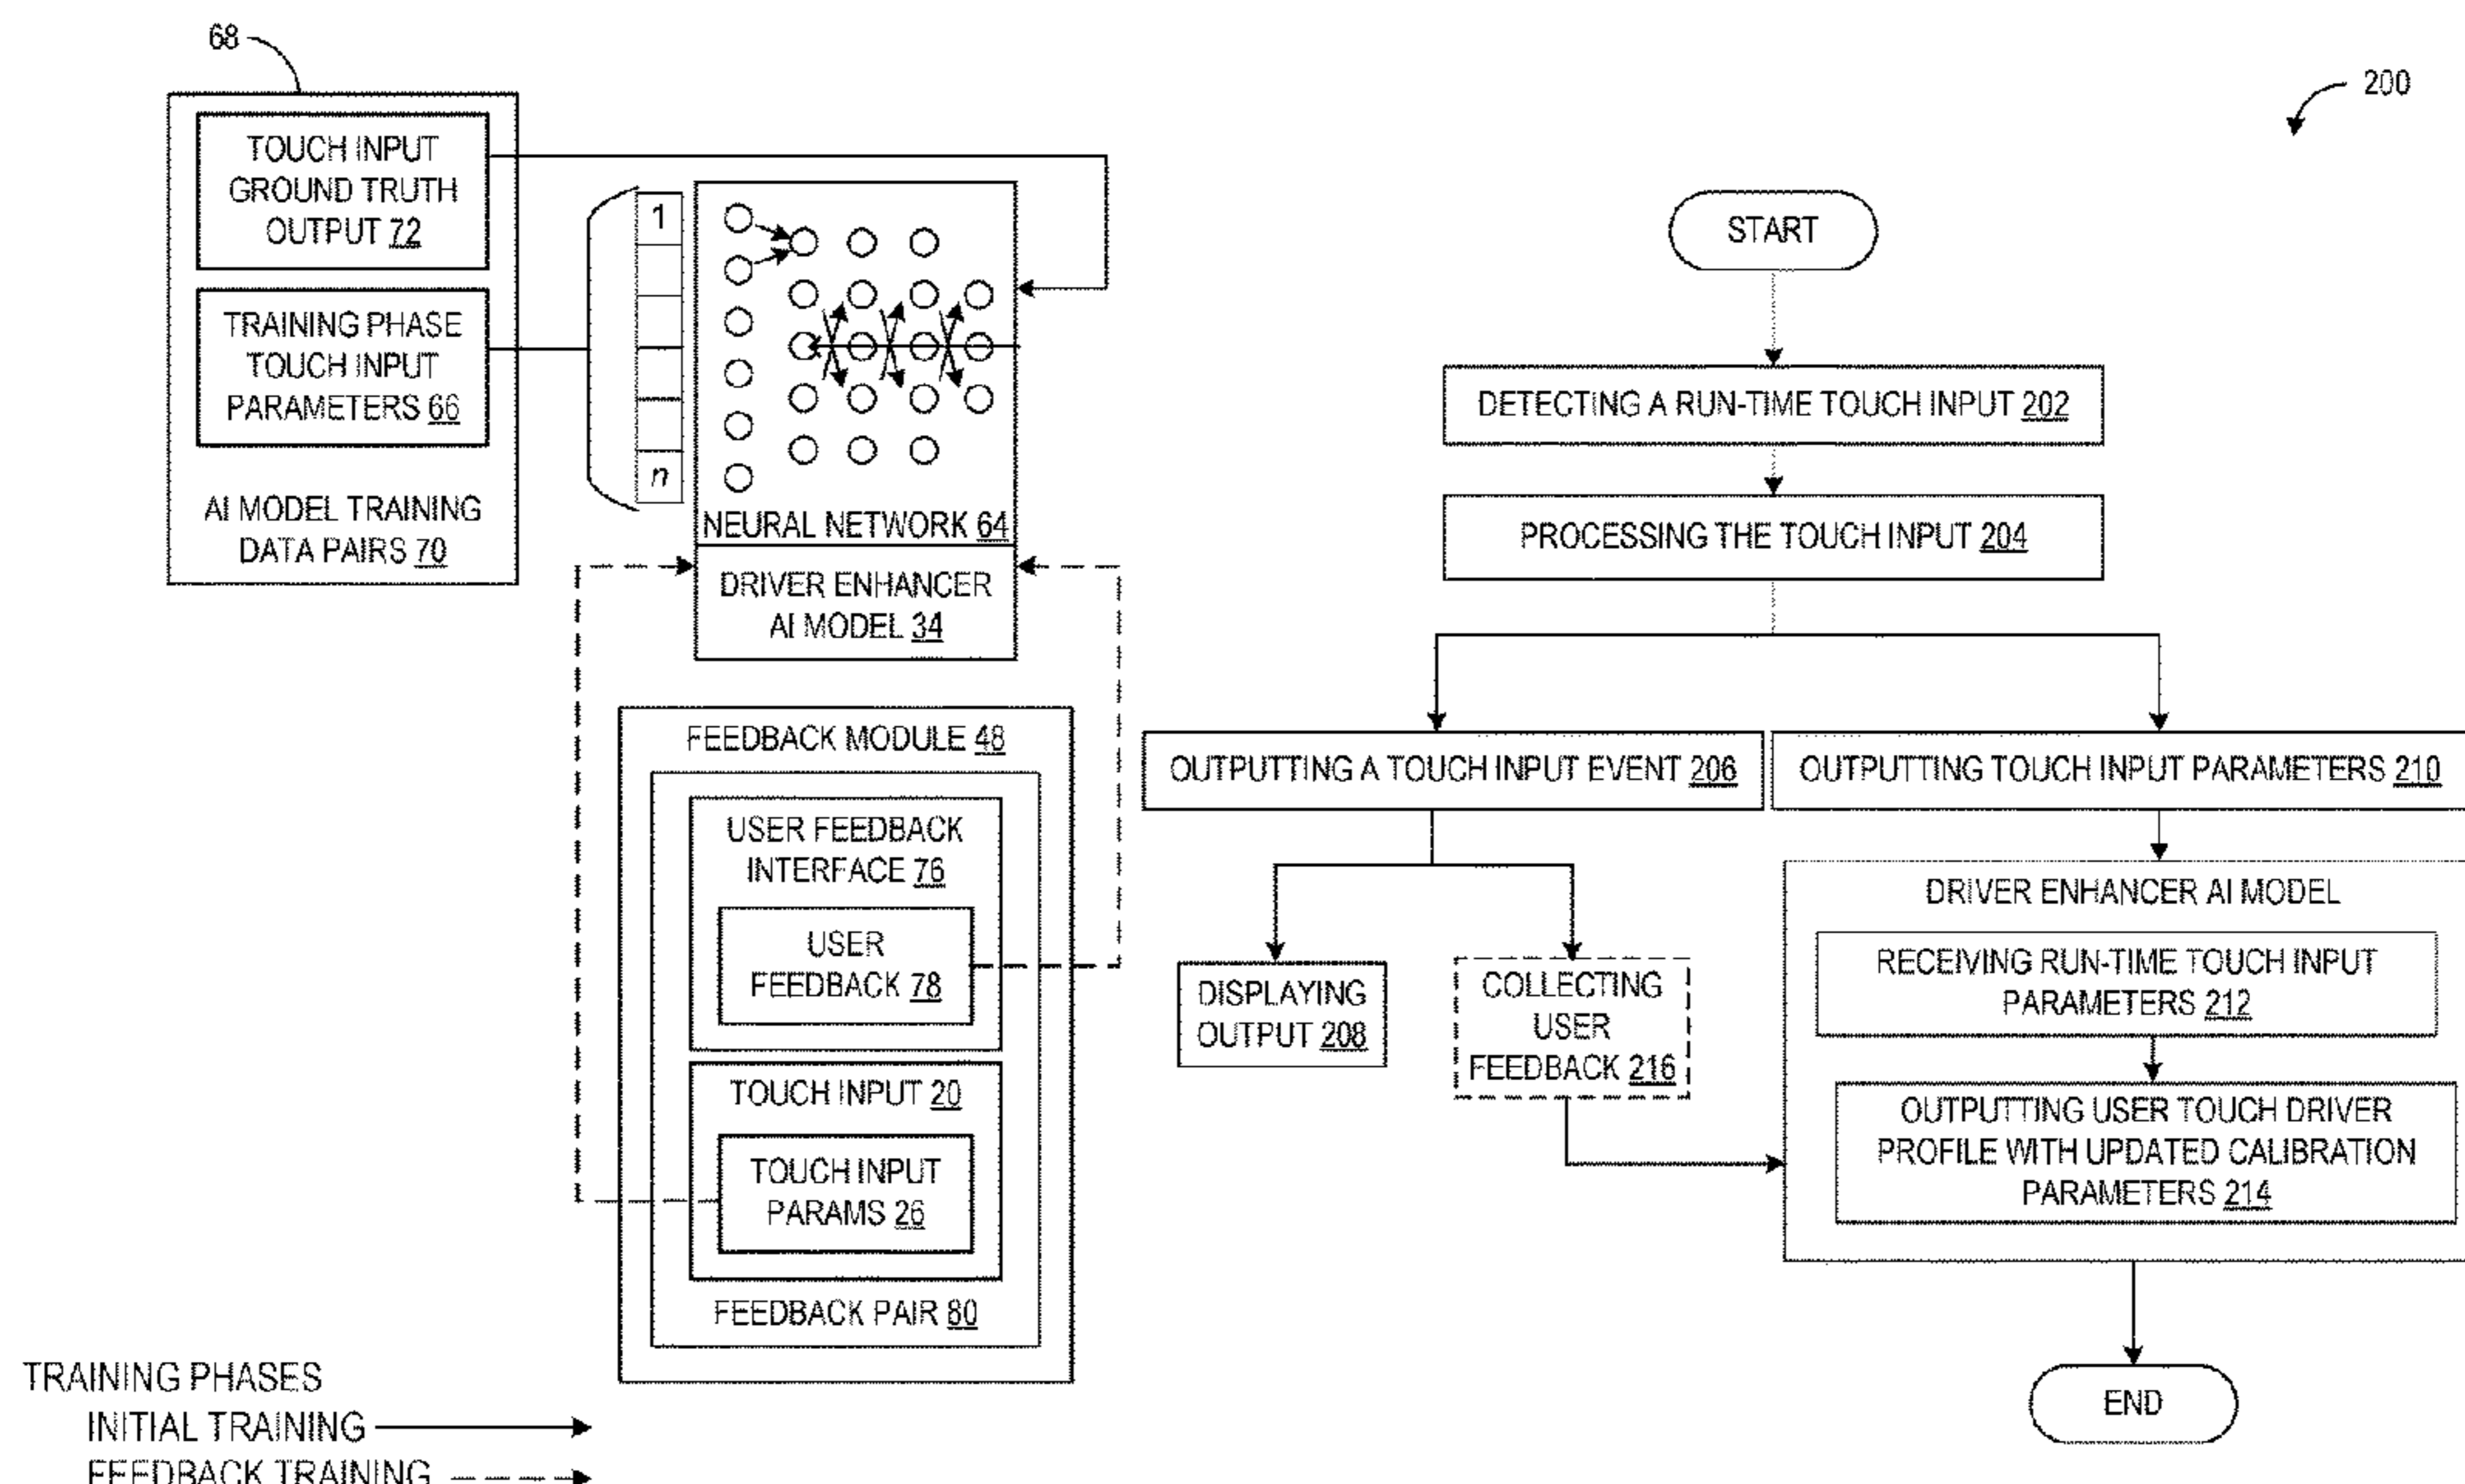 68
TOUCH INPUT
GROUND TRUTH
OUTPUT 72
TRAINING PHASE
TOUCH INPUT
PARAMETERS 66
AI MODEL TRAINING
DATA PAIRS 70
1
n
NEURAL NETWORK 64
DRIVER ENHANCER
AI MODEL 34
FEEDBACK MODULE 48
USER FEEDBACK
INTERFACE 76
USER
FEEDBACK 78
TOUCH INPUT 20
TOUCH INPUT
PARAMS 26
FEEDBACK PAIR 80
TRAINING PHASES
INITIAL TRAINING
FEEDBACK TRAINING
200
START
DETECTING A RUN-TIME TOUCH INPUT 202
PROCESSING THE TOUCH INPUT 204
OUTPUTTING A TOUCH INPUT EVENT 206
OUTPUTTING TOUCH INPUT PARAMETERS 210
DISPLAYING
OUTPUT 208
COLLECTING
USER
FEEDBACK 216
DRIVER ENHANCER AI MODEL
RECEIVING RUN-TIME TOUCH INPUT
PARAMETERS 212
OUTPUTTING USER TOUCH DRIVER
PROFILE WITH UPDATED CALIBRATION
PARAMETERS 214
END